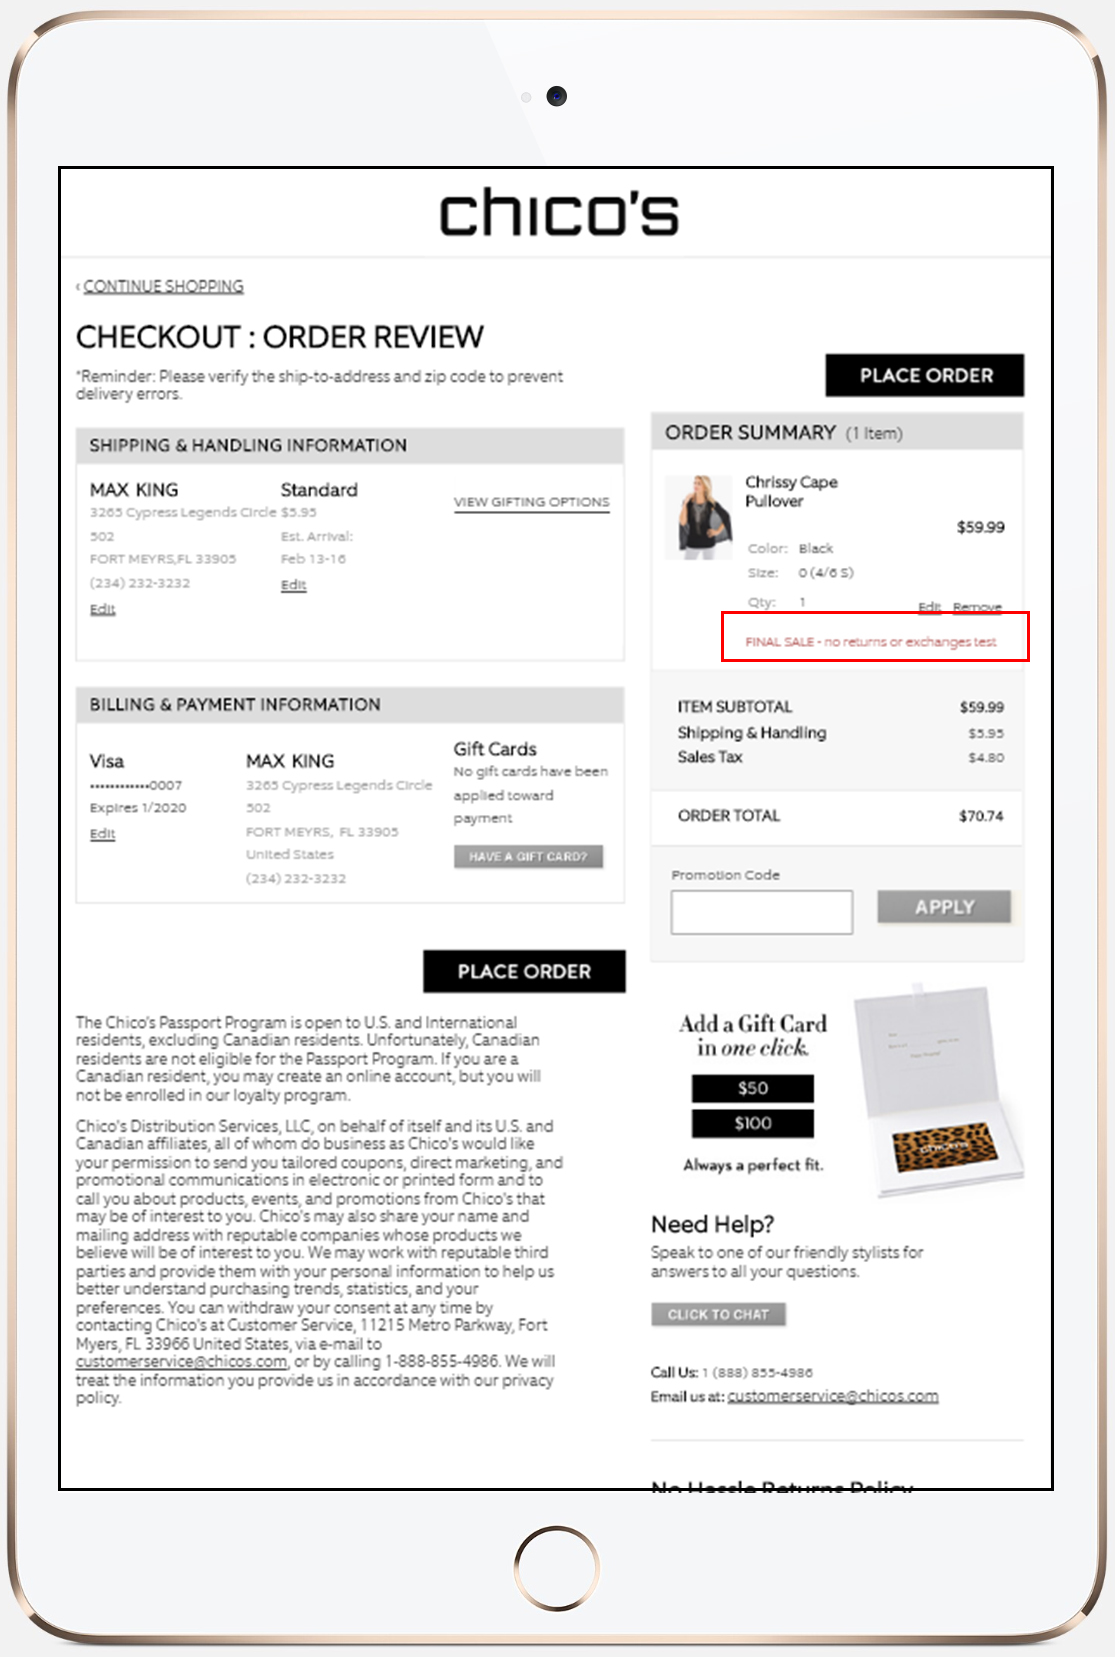 chico's
‹ CONTINUE SHOPPING
CHECKOUT : ORDER REVIEW
*Reminder: Please verify the ship-to-address and zip code to prevent
delivery errors.
PLACE ORDER
SHIPPING & HANDLING INFORMATION
MAX KING
3265 Cypress Legends Circle
502
FORT MEYRS,FL 33905
(234) 232-3232
Edit
Standard
$5.95
Est. Arrival:
Feb 13-16
Edit
VIEW GIFTING OPTIONS
BILLING & PAYMENT INFORMATION
Visa
••••••••••••0007
Expires 1/2020
Edit
MAX KING
3265 Cypress Legends Circle
502
FORT MEYRS, FL 33905
United States
(234) 232-3232
Gift Cards
No gift cards have been
applied toward
payment
HAVE A GIFT CARD?
PLACE ORDER
The Chico's Passport Program is open to U.S. and International
residents, excluding Canadian residents. Unfortunately, Canadian
residents are not eligible for the Passport Program. If you are a
Canadian resident, you may create an online account, but you will
not be enrolled in our loyalty program.
Chico's Distribution Services, LLC, on behalf of itself and its U.S. and
Canadian affiliates, all of whom do business as Chico's would like
your permission to send you tailored coupons, direct marketing, and
promotional communications in electronic or printed form and to
call you about products, events, and promotions from Chico's that
may be of interest to you. Chico's may also share your name and
mailing address with reputable companies whose products we
believe will be of interest to you. We may work with reputable third
parties and provide them with your personal information to help us
better understand purchasing trends, statistics, and your
preferences. You can withdraw your consent at any time by
contacting Chico's at Customer Service, 11215 Metro Parkway, Fort
Myers, FL 33966 United States, via e-mail to
customerservice@chicos.com, or by calling 1-888-855-4986. We will
treat the information you provide us in accordance with our privacy
policy.
ORDER SUMMARY (1 Item)
Chrissy Cape
Pullover
$59.99
Color: Black
Size: 0 (4/6 S)
Qty: 1
Edit Remove
FINAL SALE - no returns or exchanges test
ITEM SUBTOTAL $59.99
Shipping & Handling $5.95
Sales Tax $4.80
ORDER TOTAL $70.74
Promotion Code
APPLY
Add a Gift Card
in one click.
$50
$100
Always a perfect fit.
chico's
Need Help?
Speak to one of our friendly stylists for
answers to all your questions.
CLICK TO CHAT
Call Us: 1 (888) 855-4986
Email us at: customerservice@chicos.com
No Hassle Returns Policy